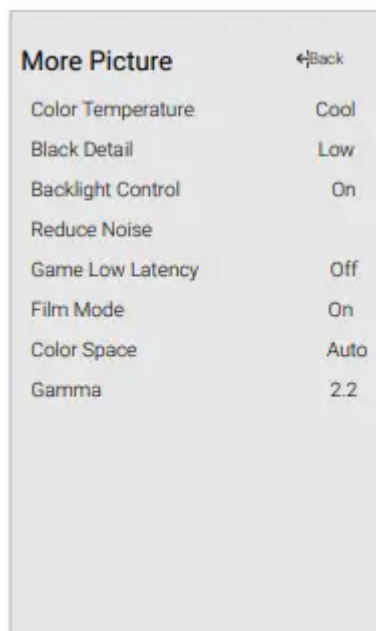 More Picture Back
Color Temperature Cool
Black Detail Low
Backlight Control On
Reduce Noise
Game Low Latency Off
Film Mode On
Color Space Auto
Gamma 2.2